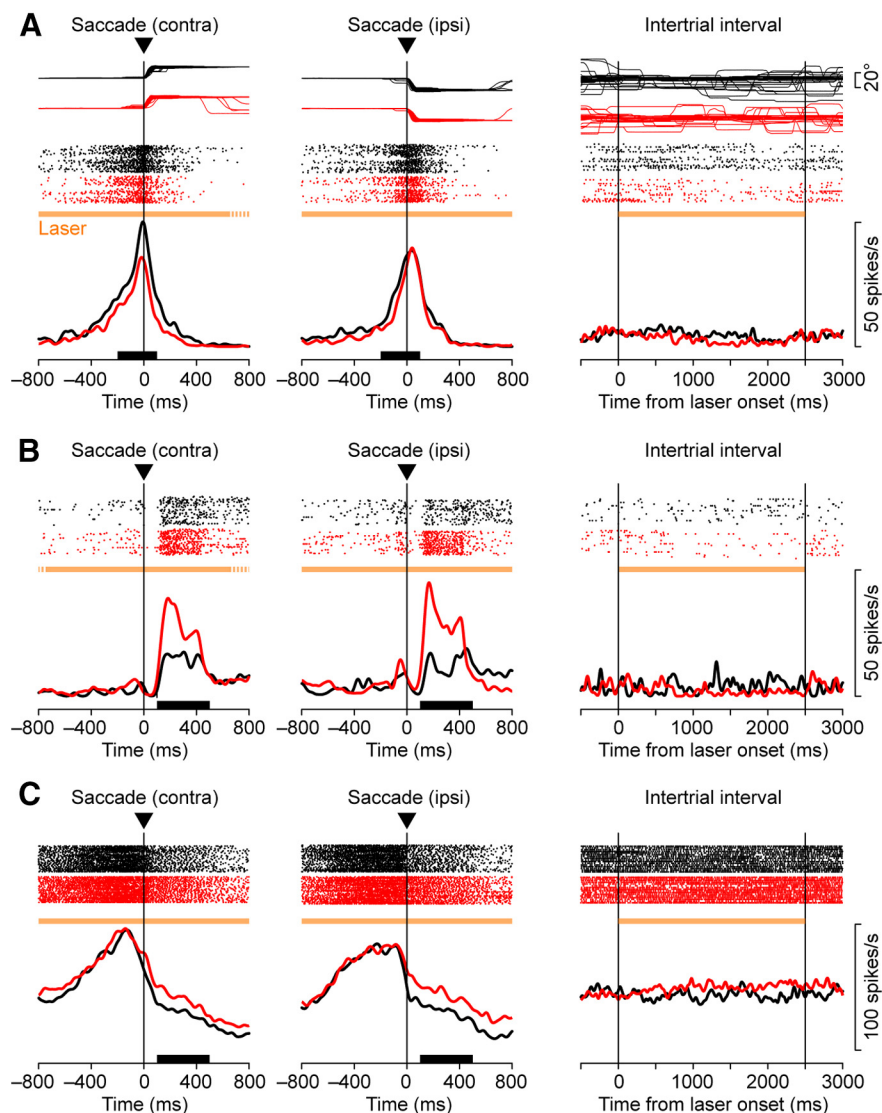 A
Saccade (contra)
Saccade (ipsi)
Intertrial interval
20°
Laser
50 spikes/s
−800 −400 0 400 800
−800 −400 0 400 800
0 1000 2000 3000
Time (ms)
Time (ms)
Time from laser onset (ms)
B
Saccade (contra)
Saccade (ipsi)
Intertrial interval
50 spikes/s
−800 −400 0 400 800
−800 −400 0 400 800
0 1000 2000 3000
Time (ms)
Time (ms)
Time from laser onset (ms)
C
Saccade (contra)
Saccade (ipsi)
Intertrial interval
100 spikes/s
−800 −400 0 400 800
−800 −400 0 400 800
0 1000 2000 3000
Time (ms)
Time (ms)
Time from laser onset (ms)